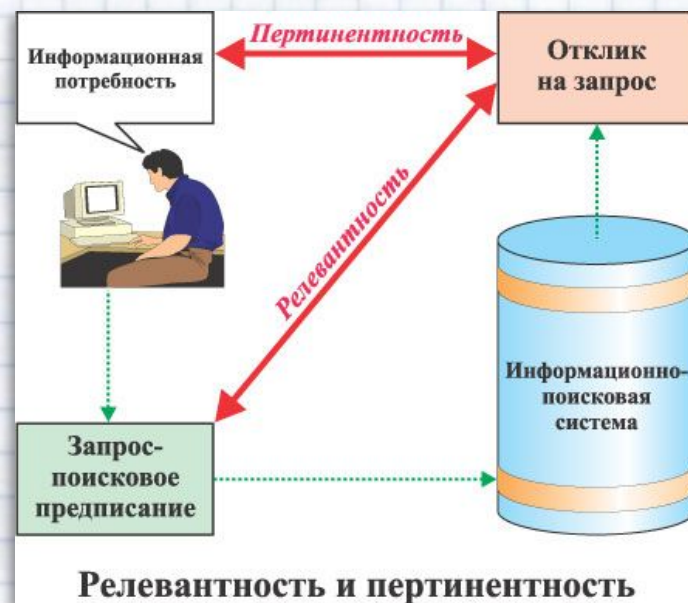 Информационная
потребность
Пертинентность
Отклик
на запрос
Релевантность
Информационно-
поисковая
система
Запрос-
поисковое
предписание
Релевантность и пертинентность